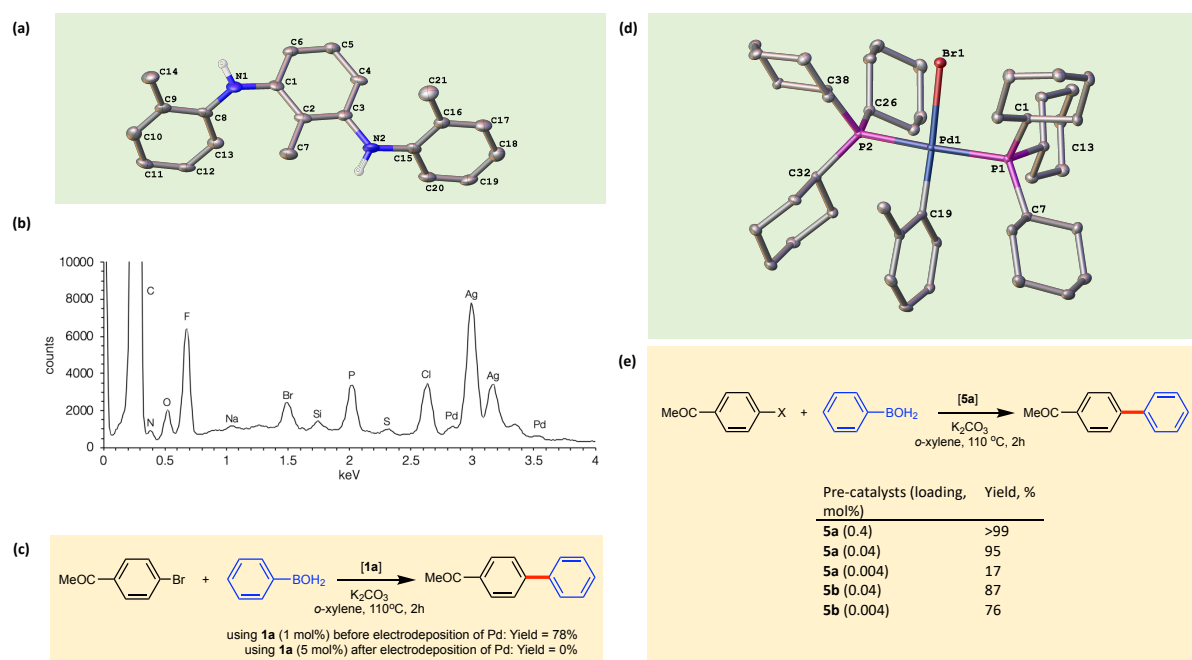 (a)
C5
C6
C14
N1
C4
C21
C1
C9
C16
C2
C3
C17
C8
C10
N2
C18
C7
C15
C13
C11
C12
C20
C19
(b)
10000
8000
6000
4000
2000
0
counts
C
N
O
F
Na
Br
Si
P
S
Cl
Pd
Ag
Ag
Pd
0 0.5 1 1.5 2 2.5 3 3.5 4
keV
(c)
MeOC
Br
+
BOH2
[1a]
K2CO3
o-xylene, 110°C, 2h
MeOC
using 1a (1 mol%) before electrodeposition of Pd: Yield = 78%
using 1a (5 mol%) after electrodeposition of Pd: Yield = 0%
(d)
Br1
C38
C26
C1
P2
Pd1
C13
P1
C32
C19
C7
(e)
MeOC
X
+
BOH2
[5a]
K2CO3
o-xylene, 110 °C, 2h
MeOC
Pre-catalysts (loading, Yield, %
mol%)
5a (0.4) >99
5a (0.04) 95
5a (0.004) 17
5b (0.04) 87
5b (0.004) 76